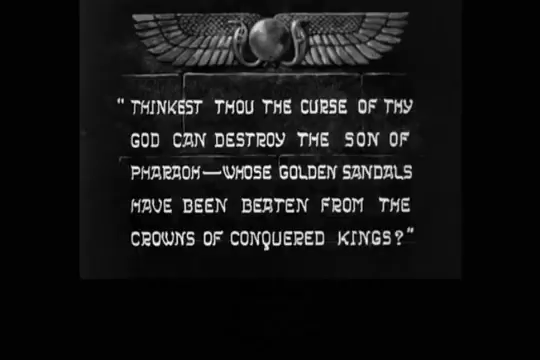 "THINKEST THOU THE CURSE OF THY
GOD CAN DESTROY THE SON OF
PHARAOH—WHOSE GOLDEN SANDALS
HAVE BEEN BEATEN FROM THE
CROWNS OF CONQUERED KINGS?"